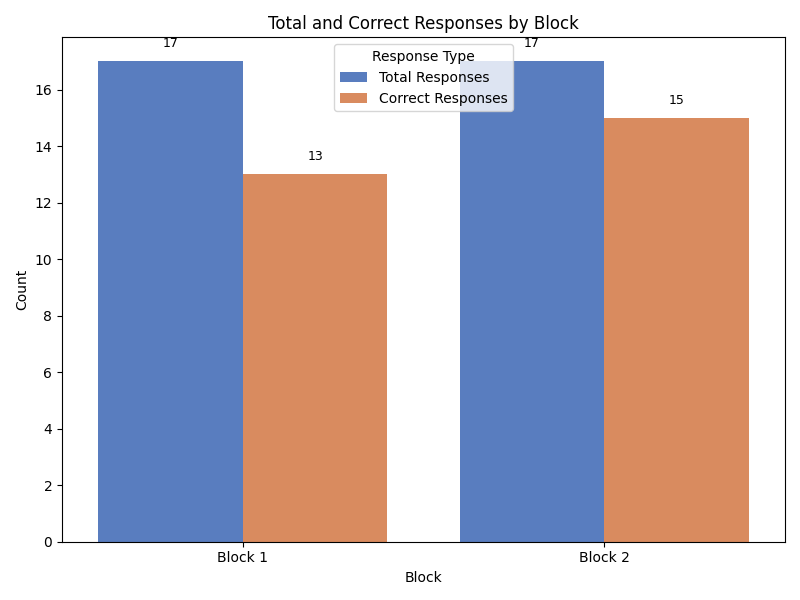 Total and Correct Responses by Block
17
17
Response Type
Total Responses
Correct Responses
15
13
16
14
12
10
8
6
4
2
0
Count
Block 1
Block 2
Block